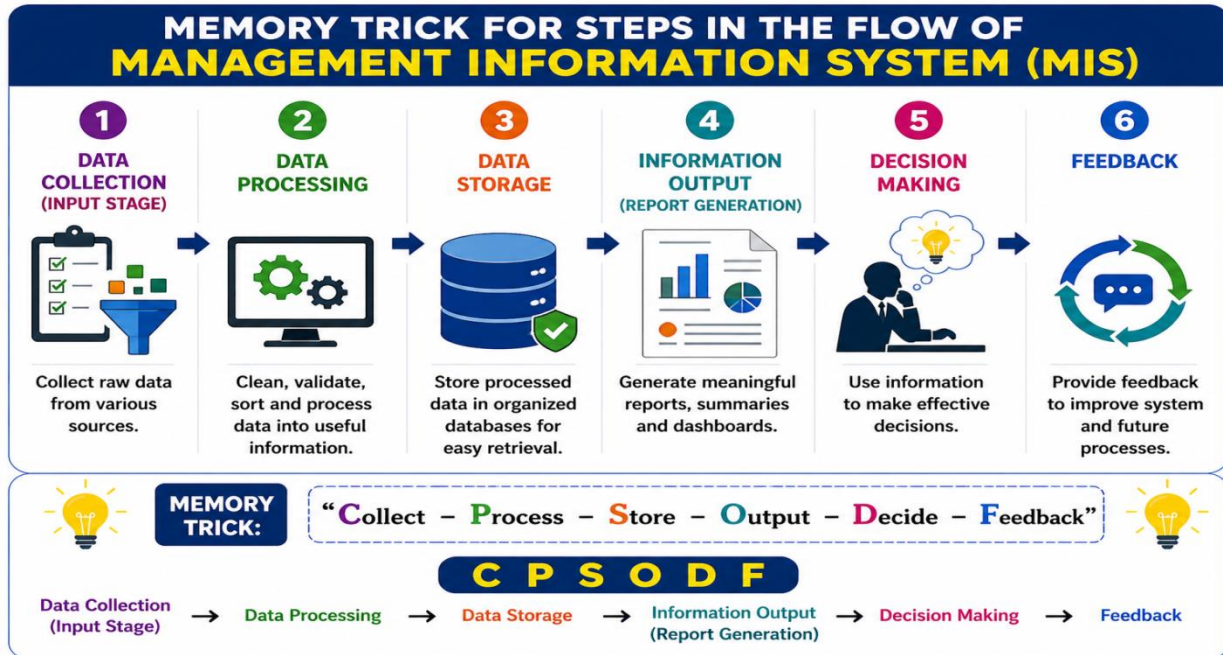 MEMORY TRICK FOR STEPS IN THE FLOW OF
MANAGEMENT INFORMATION SYSTEM (MIS)
1
DATA
COLLECTION
(INPUT STAGE)
Collect raw data
from various
sources.
2
DATA
PROCESSING
Clean, validate,
sort and process
data into useful
information.
3
DATA
STORAGE
Store processed
data in organized
databases for
easy retrieval.
4
INFORMATION
OUTPUT
(REPORT GENERATION)
Generate meaningful
reports, summaries
and dashboards.
5
DECISION
MAKING
Use information
to make effective
decisions.
6
FEEDBACK
Provide feedback
to improve system
and future
processes.
MEMORY
TRICK:
“Collect – Process – Store – Output – Decide – Feedback”
C P S O D F
Data Collection
(Input Stage)
→ Data Processing
→ Data Storage
→ Information Output
(Report Generation)
→ Decision Making
→ Feedback